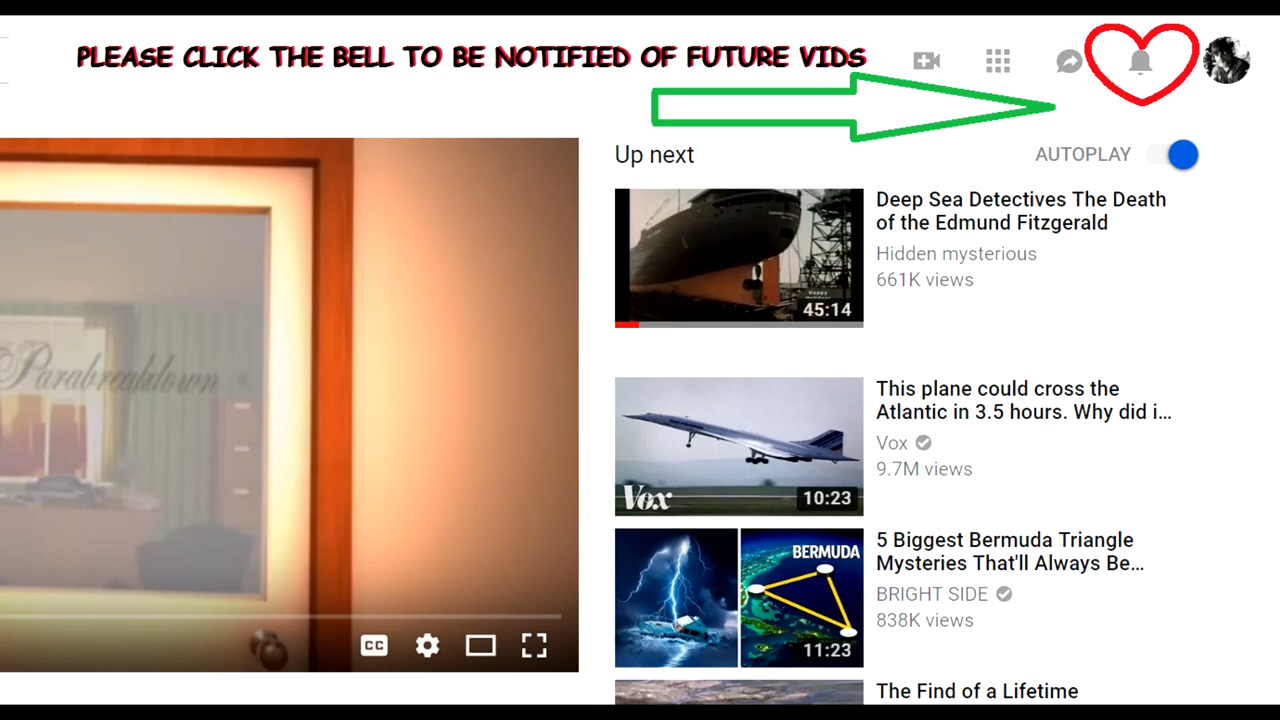 PLEASE CLICK THE BELL TO BE NOTIFIED OF FUTURE VIDS
Up next
AUTOPLAY
Deep Sea Detectives The Death
of the Edmund Fitzgerald
Hidden mysterious
661K views
Happy
45:14
This plane could cross the
Atlantic in 3.5 hours. Why did i...
Vox
9.7M views
Vox
10:23
Parabreakdown
5 Biggest Bermuda Triangle
Mysteries That'll Always Be...
BRIGHT SIDE
838K views
BERMUDA
11:23
CC
The Find of a Lifetime